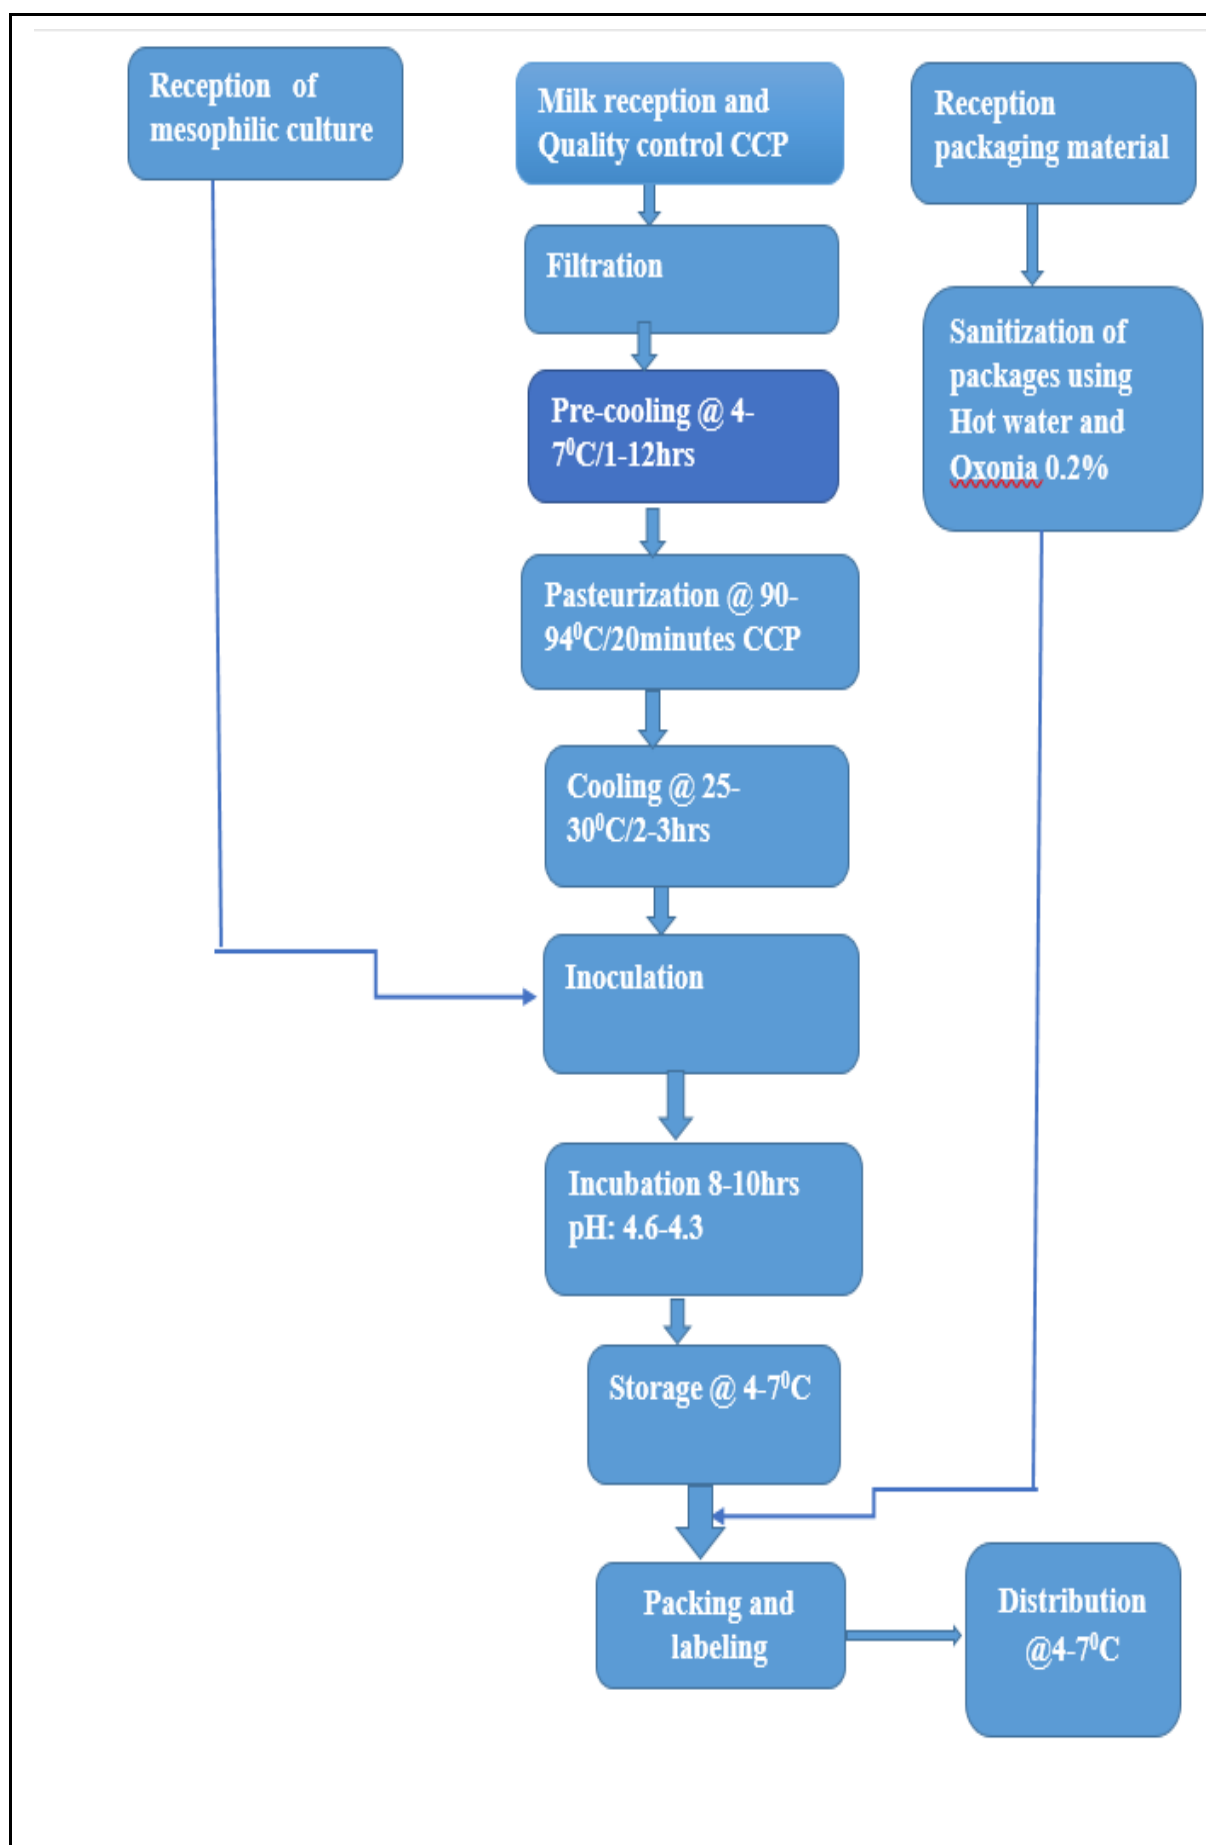 Reception of
mesophilic culture
Milk reception and
Quality control CCP
Reception
packaging material
Filtration
Sanitization of
packages using
Hot water and
Oxonia 0.2%
Pre-cooling @ 4-
7⁰C/1-12hrs
Pasteurization @ 90-
94⁰C/20minutes CCP
Cooling @ 25-
30⁰C/2-3hrs
Inoculation
Incubation 8-10hrs
pH: 4.6-4.3
Storage @ 4-7⁰C
Packing and
labeling
Distribution
@4-7⁰C